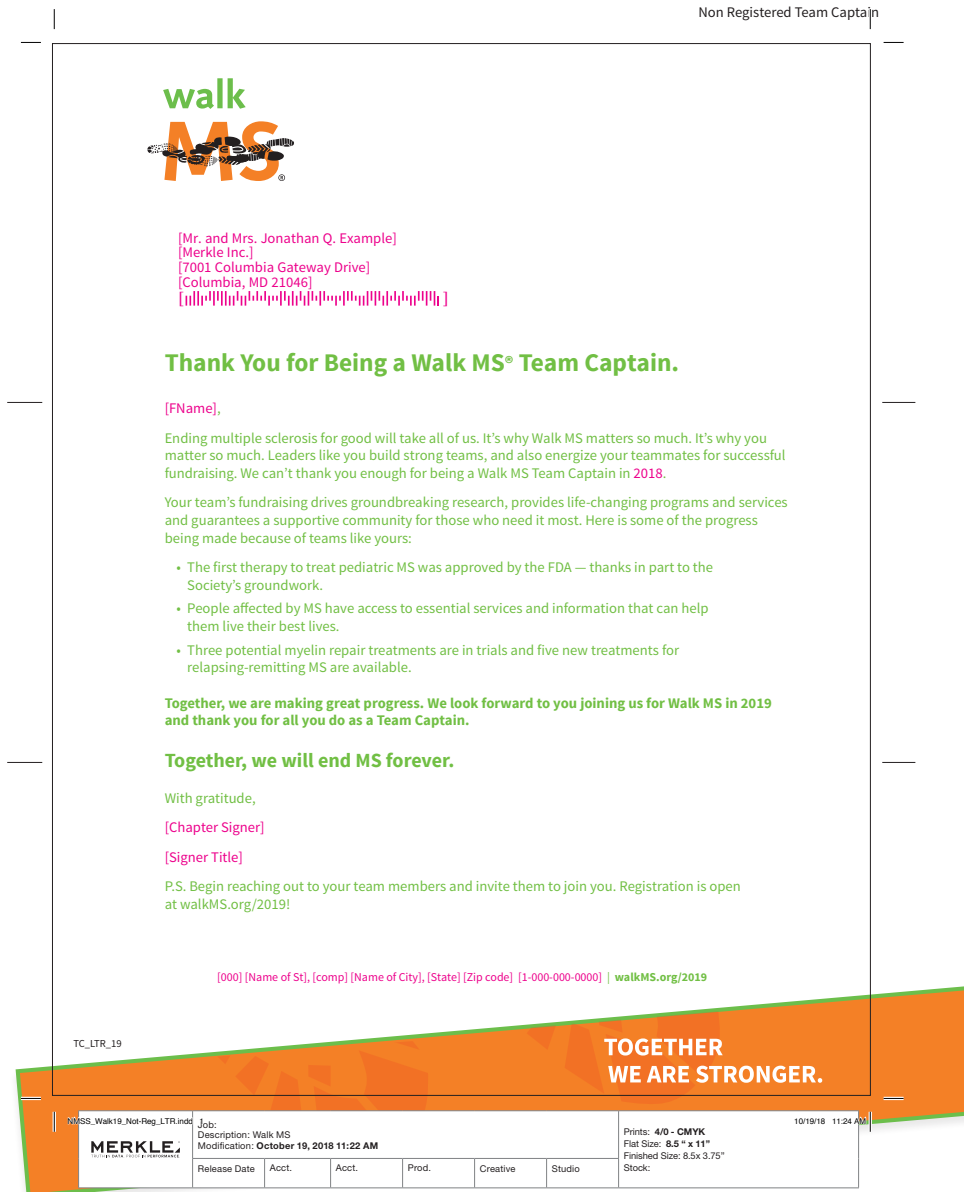 Non Registered Team Captain
walk
MS®
[Mr. and Mrs. Jonathan Q. Example]
[Merkle Inc.]
[7001 Columbia Gateway Drive]
[Columbia, MD 21046]
[ ]
Thank You for Being a Walk MS® Team Captain.
[FName],
Ending multiple sclerosis for good will take all of us. It’s why Walk MS matters so much. It’s why you
matter so much. Leaders like you build strong teams, and also energize your teammates for successful
fundraising. We can’t thank you enough for being a Walk MS Team Captain in 2018.
Your team’s fundraising drives groundbreaking research, provides life-changing programs and services
and guarantees a supportive community for those who need it most. Here is some of the progress
being made because of teams like yours:
• The first therapy to treat pediatric MS was approved by the FDA — thanks in part to the
Society’s groundwork.
• People affected by MS have access to essential services and information that can help
them live their best lives.
• Three potential myelin repair treatments are in trials and five new treatments for
relapsing-remitting MS are available.
Together, we are making great progress. We look forward to you joining us for Walk MS in 2019
and thank you for all you do as a Team Captain.
Together, we will end MS forever.
With gratitude,
[Chapter Signer]
[Signer Title]
P.S. Begin reaching out to your team members and invite them to join you. Registration is open
at walkMS.org/2019!
[000] [Name of St], [comp] [Name of City], [State] [Zip code] [1-000-000-0000] | walkMS.org/2019
TC_LTR_19
TOGETHER
WE ARE STRONGER.
NMSS_Walk19_Not-Reg_LTR.indd
10/19/18 11:24 AM
MERKLE
TRUTH IN DATA. PROOF IN PERFORMANCE.
Job:
Description: Walk MS
Modification: October 19, 2018 11:22 AM
Release Date Acct. Acct. Prod. Creative Studio
Prints: 4/0 - CMYK
Flat Size: 8.5 “ x 11”
Finished Size: 8.5x 3.75”
Stock: